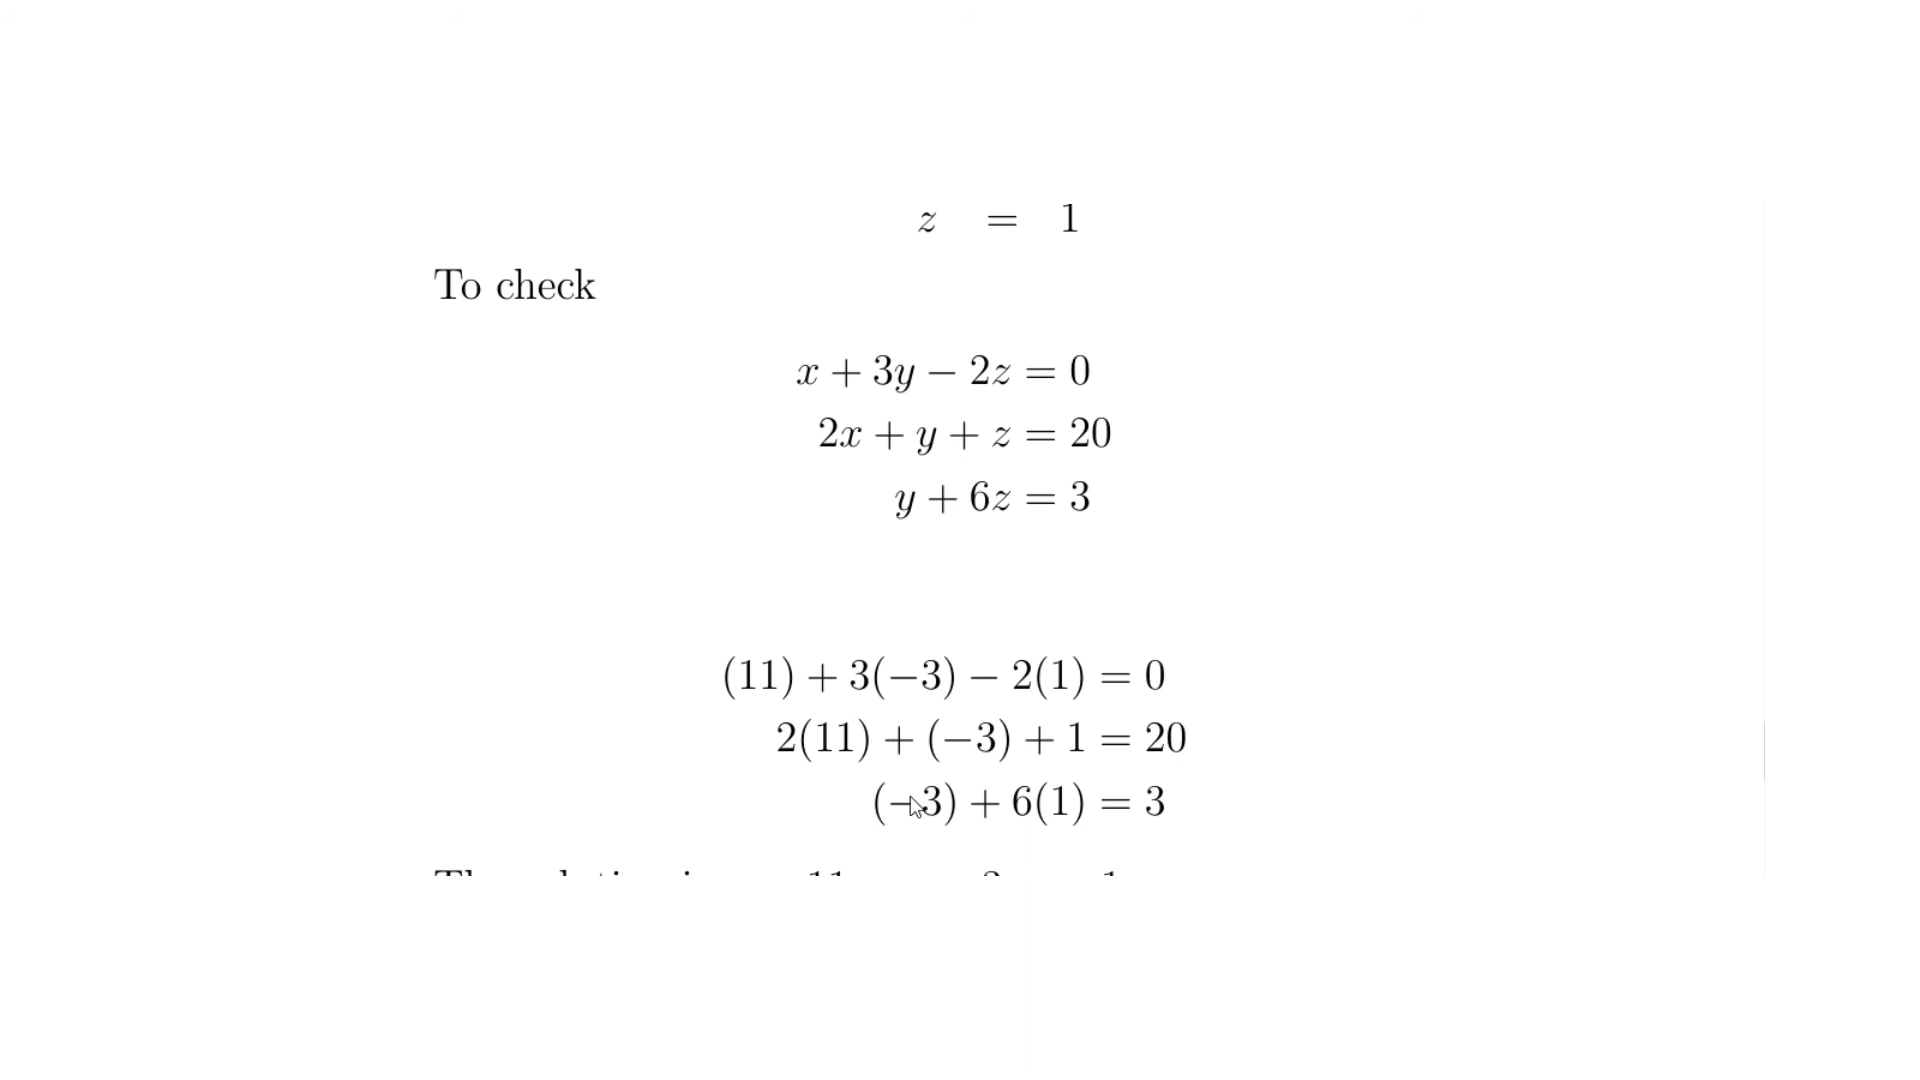 z = 1
To check
x + 3y − 2z = 0
2x + y + z = 20
y + 6z = 3
(11) + 3(−3) − 2(1) = 0
2(11) + (−3) + 1 = 20
(−3) + 6(1) = 3